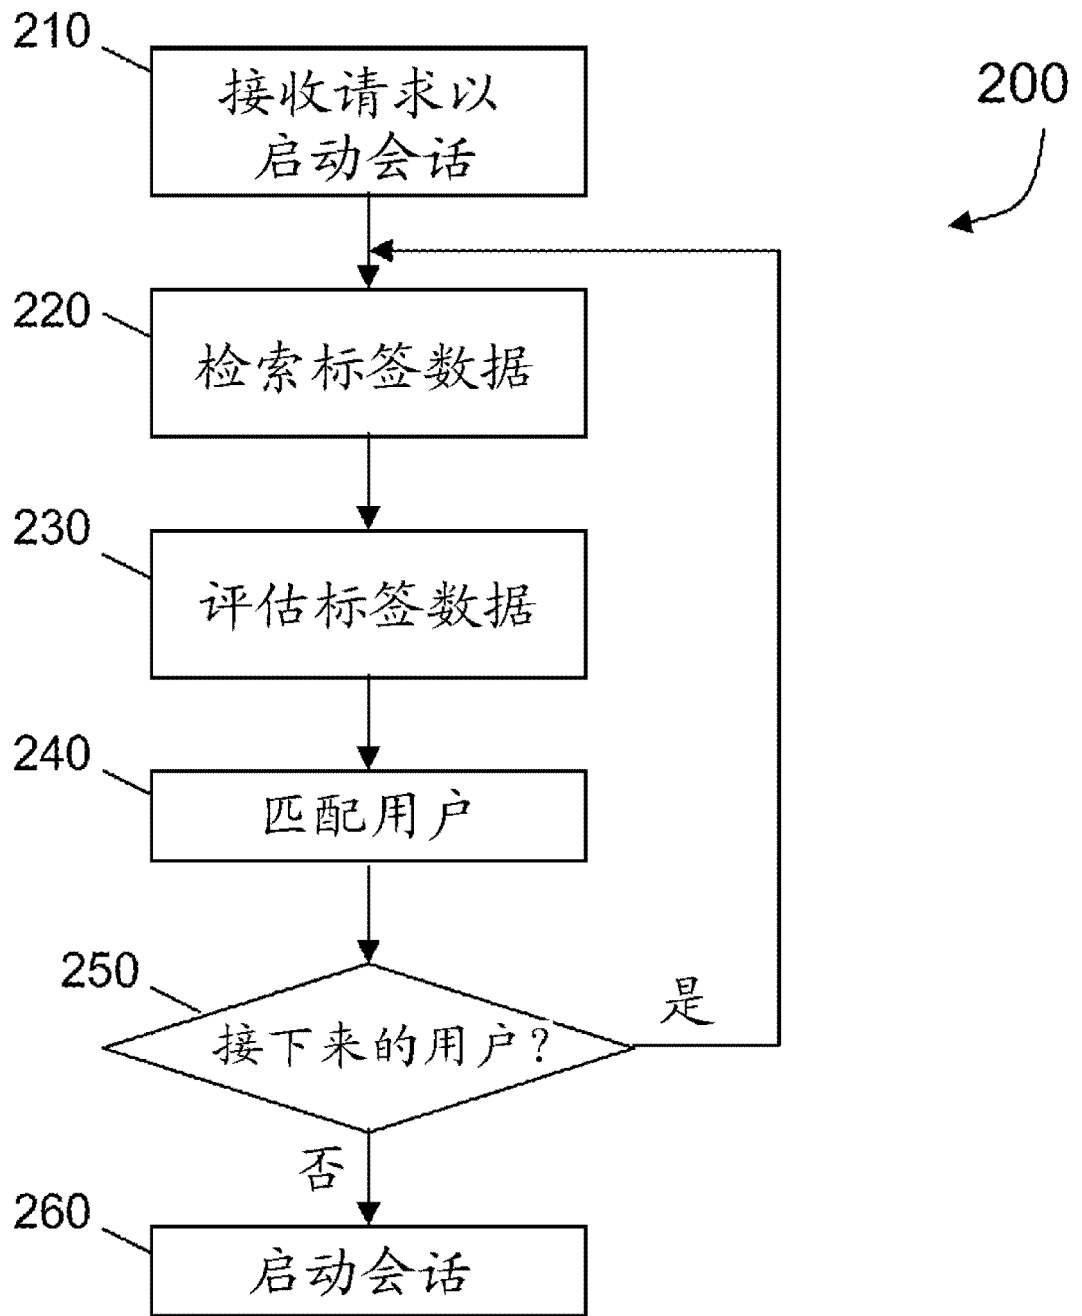 210
接收请求以
启动会话
200
220
检索标签数据
230
评估标签数据
240
匹配用户
250
接下来的用户?
是
否
260
启动会话